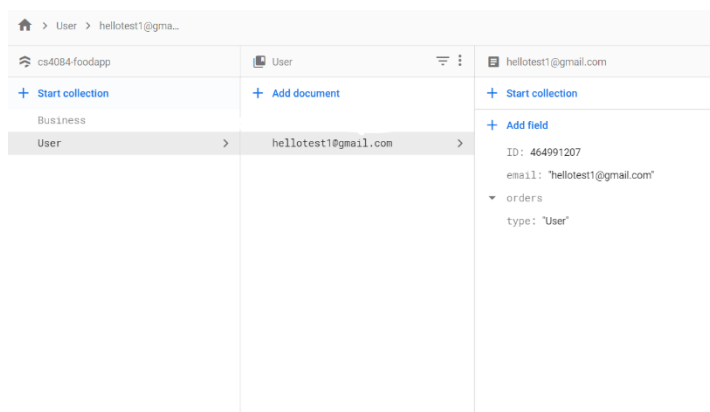 User > hellotest1@gma...
cs4084-foodapp
+ Start collection
Business
User
User
+ Add document
hellotest1@gmail.com
hellotest1@gmail.com
+ Start collection
+ Add field
ID: 464991207
email: "hellotest1@gmail.com"
orders
type: "User"